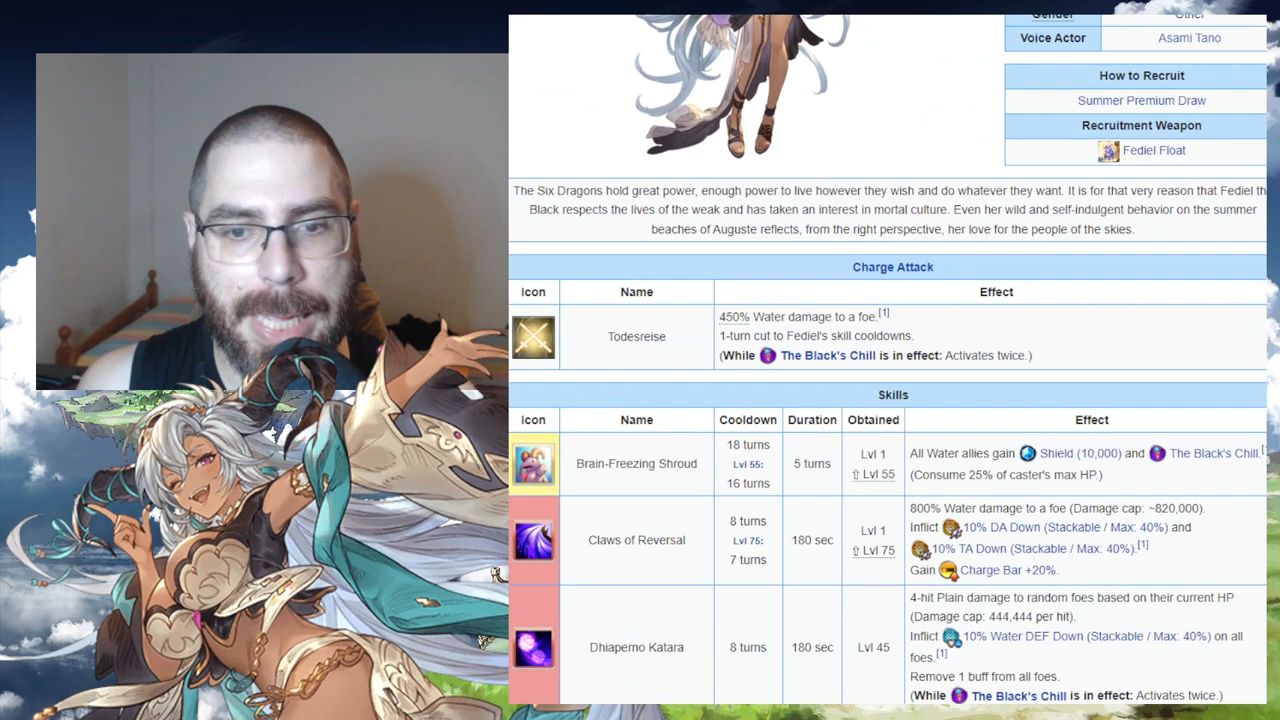 Gender Other
Voice Actor Asami Tano
How to Recruit
Summer Premium Draw
Recruitment Weapon
Fediel Float
The Six Dragons hold great power, enough power to live however they wish and do whatever they want. It is for that very reason that Fediel th
Black respects the lives of the weak and has taken an interest in mortal culture. Even her wild and self-indulgent behavior on the summer
beaches of Auguste reflects, from the right perspective, her love for the people of the skies.
Charge Attack
Icon Name Effect
450% Water damage to a foe.[1]
Todesreise 1-turn cut to Fediel's skill cooldowns.
(While The Black's Chill is in effect: Activates twice.)
Skills
Icon Name Cooldown Duration Obtained Effect
18 turns
Lvl 55:
16 turns
Brain-Freezing Shroud 5 turns
Lvl 1
⇧ Lvl 55
All Water allies gain Shield (10,000) and The Black's Chill.[
(Consume 25% of caster's max HP.)
8 turns
Lvl 75:
7 turns
Claws of Reversal 180 sec
Lvl 1
⇧ Lvl 75
800% Water damage to a foe (Damage cap: ~820,000).
Inflict 10% DA Down (Stackable / Max: 40%) and
10% TA Down (Stackable / Max: 40%).[1]
Gain Charge Bar +20%.
Dhiaperno Katara 8 turns 180 sec Lvl 45
4-hit Plain damage to random foes based on their current HP
(Damage cap: 444,444 per hit).
Inflict 10% Water DEF Down (Stackable / Max: 40%) on all
foes.[1]
Remove 1 buff from all foes.
(While The Black's Chill is in effect: Activates twice.)